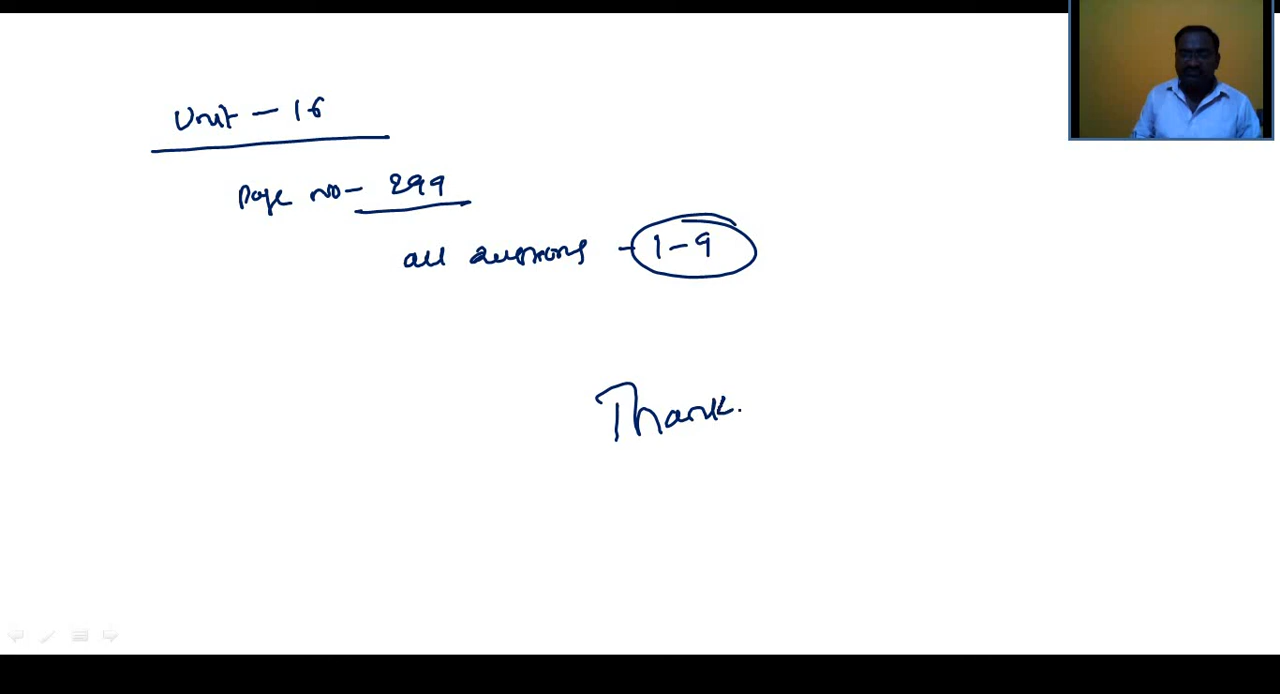 Unit - 16
Page no - 299
all questions - 1-9
Thank.